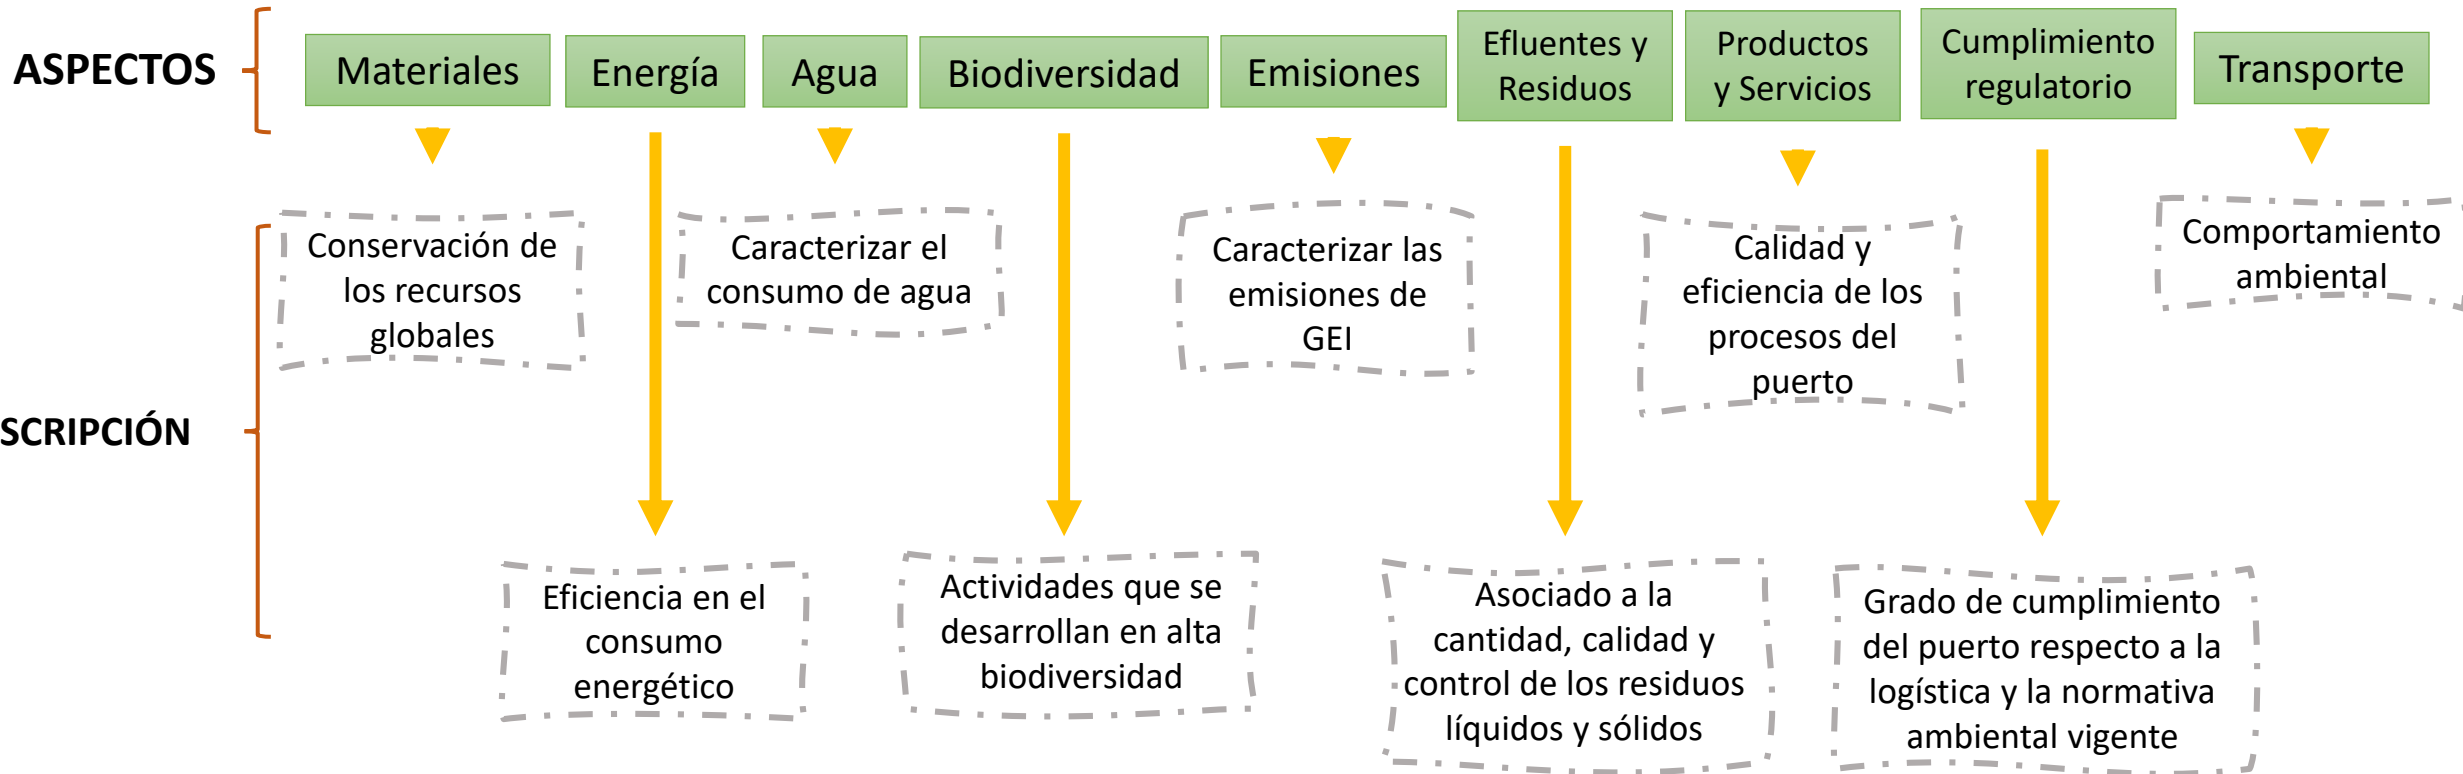 ASPECTOS
Materiales
Energía
Agua
Biodiversidad
Emisiones
Efluentes y
Residuos
Productos
y Servicios
Cumplimiento
regulatorio
Transporte
SCRIPCIÓN
Conservación de
los recursos
globales
Caracterizar el
consumo de agua
Caracterizar las
emisiones de
GEI
Calidad y
eficiencia de los
procesos del
puerto
Comportamiento
ambiental
Eficiencia en el
consumo
energético
Actividades que se
desarrollan en alta
biodiversidad
Asociado a la
cantidad, calidad y
control de los residuos
líquidos y sólidos
Grado de cumplimiento
del puerto respecto a la
logística y la normativa
ambiental vigente